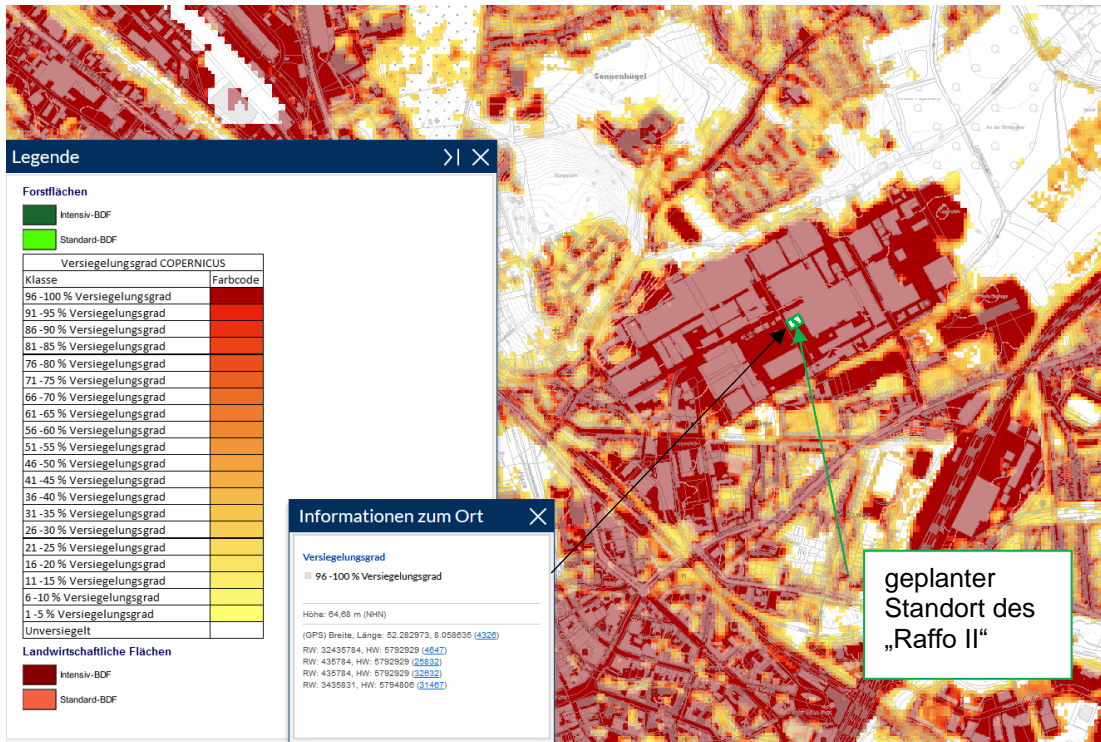 Sonnenhügel
Legende
Forstflächen
Intensiv-BDF
Standard-BDF
Versiegelungsgrad COPERNICUS
Klasse Farbcode
96 -100 % Versiegelungsgrad
91 -95 % Versiegelungsgrad
86 -90 % Versiegelungsgrad
81 -85 % Versiegelungsgrad
76 -80 % Versiegelungsgrad
71 -75 % Versiegelungsgrad
66 -70 % Versiegelungsgrad
61 -65 % Versiegelungsgrad
56 -60 % Versiegelungsgrad
51 -55 % Versiegelungsgrad
46 -50 % Versiegelungsgrad
41 -45 % Versiegelungsgrad
36 -40 % Versiegelungsgrad
31 -35 % Versiegelungsgrad
26 -30 % Versiegelungsgrad
21 -25 % Versiegelungsgrad
16 -20 % Versiegelungsgrad
11 -15 % Versiegelungsgrad
6 -10 % Versiegelungsgrad
1 -5 % Versiegelungsgrad
Unversiegelt
Landwirtschaftliche Flächen
Intensiv-BDF
Standard-BDF
Informationen zum Ort
Versiegelungsgrad
96 -100 % Versiegelungsgrad
Höhe: 64,68 m (NHN)
(GPS) Breite, Länge: 52.282973, 8.058635 (4326)
RW: 32435784, HW: 5792929 (4647)
RW: 435784, HW: 5792929 (25832)
RW: 435784, HW: 5792929 (32632)
RW: 3435831, HW: 5794806 (31467)
geplanter
Standort des
„Raffo II“